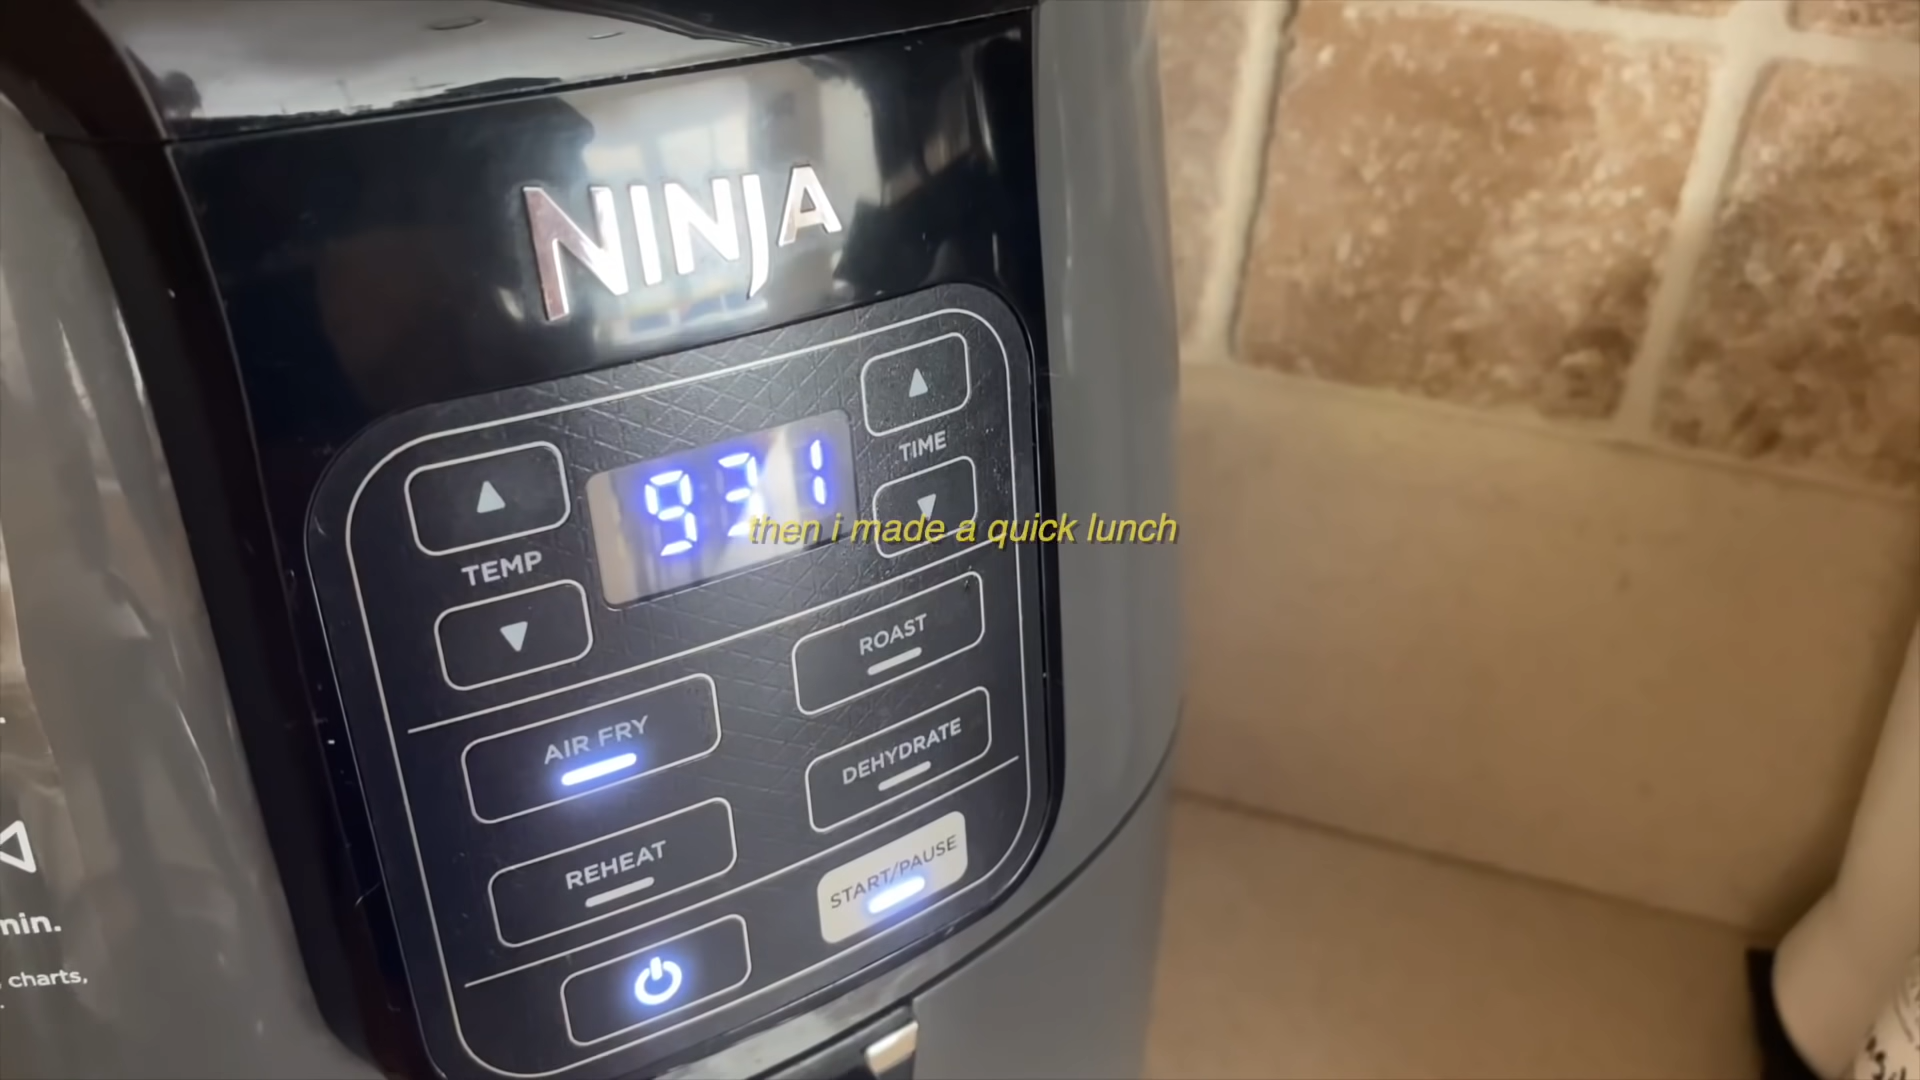 NINJA
931
TIME
TEMP
then i made a quick lunch
ROAST
AIR FRY
DEHYDRATE
REHEAT
START/PAUSE
min.
charts,